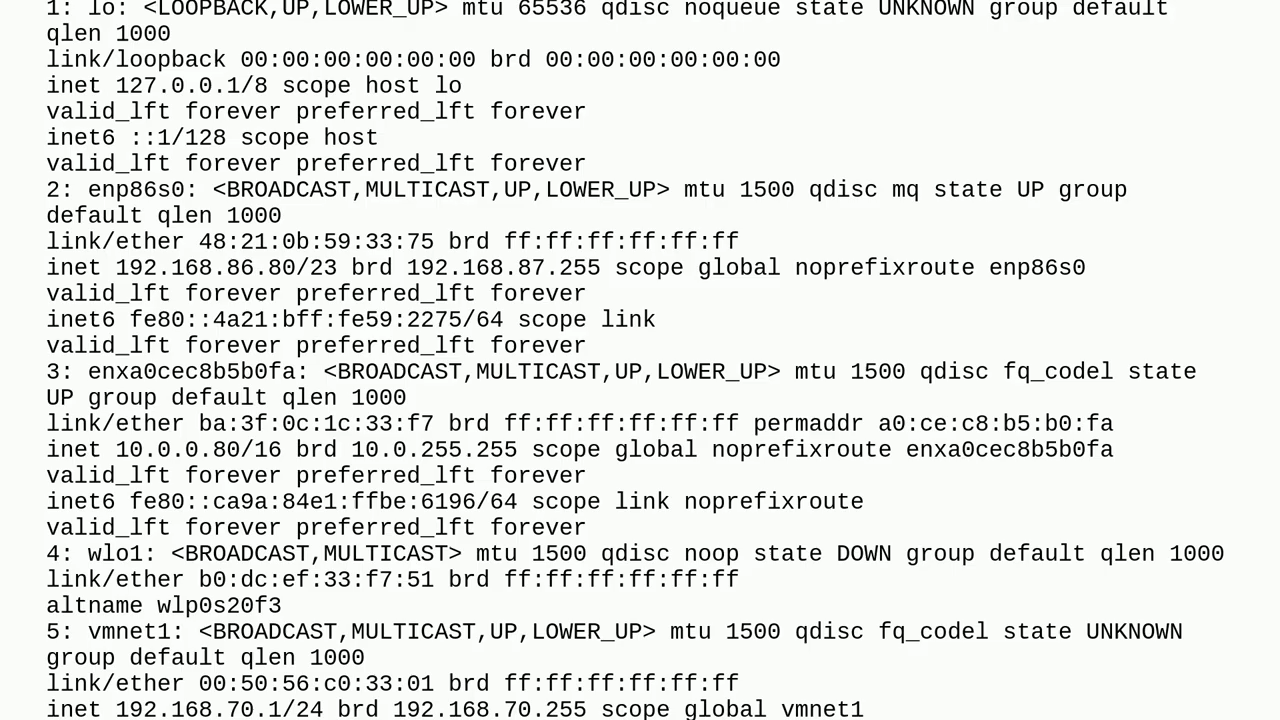 1: lo: <LOOPBACK,UP,LOWER_UP> mtu 65536 qdisc noqueue state UNKNOWN group default
qlen 1000
link/loopback 00:00:00:00:00:00 brd 00:00:00:00:00:00
inet 127.0.0.1/8 scope host lo
valid_lft forever preferred_lft forever
inet6 ::1/128 scope host
valid_lft forever preferred_lft forever
2: enp86s0: <BROADCAST,MULTICAST,UP,LOWER_UP> mtu 1500 qdisc mq state UP group
default qlen 1000
link/ether 48:21:0b:59:33:75 brd ff:ff:ff:ff:ff:ff
inet 192.168.86.80/23 brd 192.168.87.255 scope global noprefixroute enp86s0
valid_lft forever preferred_lft forever
inet6 fe80::4a21:bff:fe59:2275/64 scope link
valid_lft forever preferred_lft forever
3: enxa0cec8b5b0fa: <BROADCAST,MULTICAST,UP,LOWER_UP> mtu 1500 qdisc fq_codel state
UP group default qlen 1000
link/ether ba:3f:0c:1c:33:f7 brd ff:ff:ff:ff:ff:ff permaddr a0:ce:c8:b5:b0:fa
inet 10.0.0.80/16 brd 10.0.255.255 scope global noprefixroute enxa0cec8b5b0fa
valid_lft forever preferred_lft forever
inet6 fe80::ca9a:84e1:ffbe:6196/64 scope link noprefixroute
valid_lft forever preferred_lft forever
4: wlo1: <BROADCAST,MULTICAST> mtu 1500 qdisc noop state DOWN group default qlen 1000
link/ether b0:dc:ef:33:f7:51 brd ff:ff:ff:ff:ff:ff
altname wlp0s20f3
5: vmnet1: <BROADCAST,MULTICAST,UP,LOWER_UP> mtu 1500 qdisc fq_codel state UNKNOWN
group default qlen 1000
link/ether 00:50:56:c0:33:01 brd ff:ff:ff:ff:ff:ff
inet 192.168.70.1/24 brd 192.168.70.255 scope global vmnet1